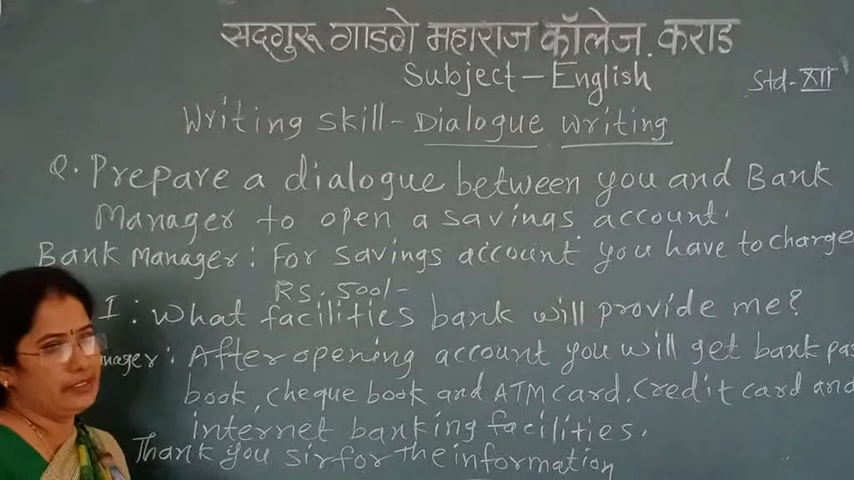 सद्गुरु गाडगे महाराज कॉलेज. कराड
Subject - English
Std - XII
Writing skill - Dialogue writing
Q. Prepare a dialogue between you and Bank
Manager to open a savings account.
Bank Manager : For savings account you have to charge
RS. 500/-
I : What facilities bank will provide me?
nager : After opening account you will get bank pas
book, cheque book and ATM card, Credit card and
internet banking facilities.
Thank you sir for the information